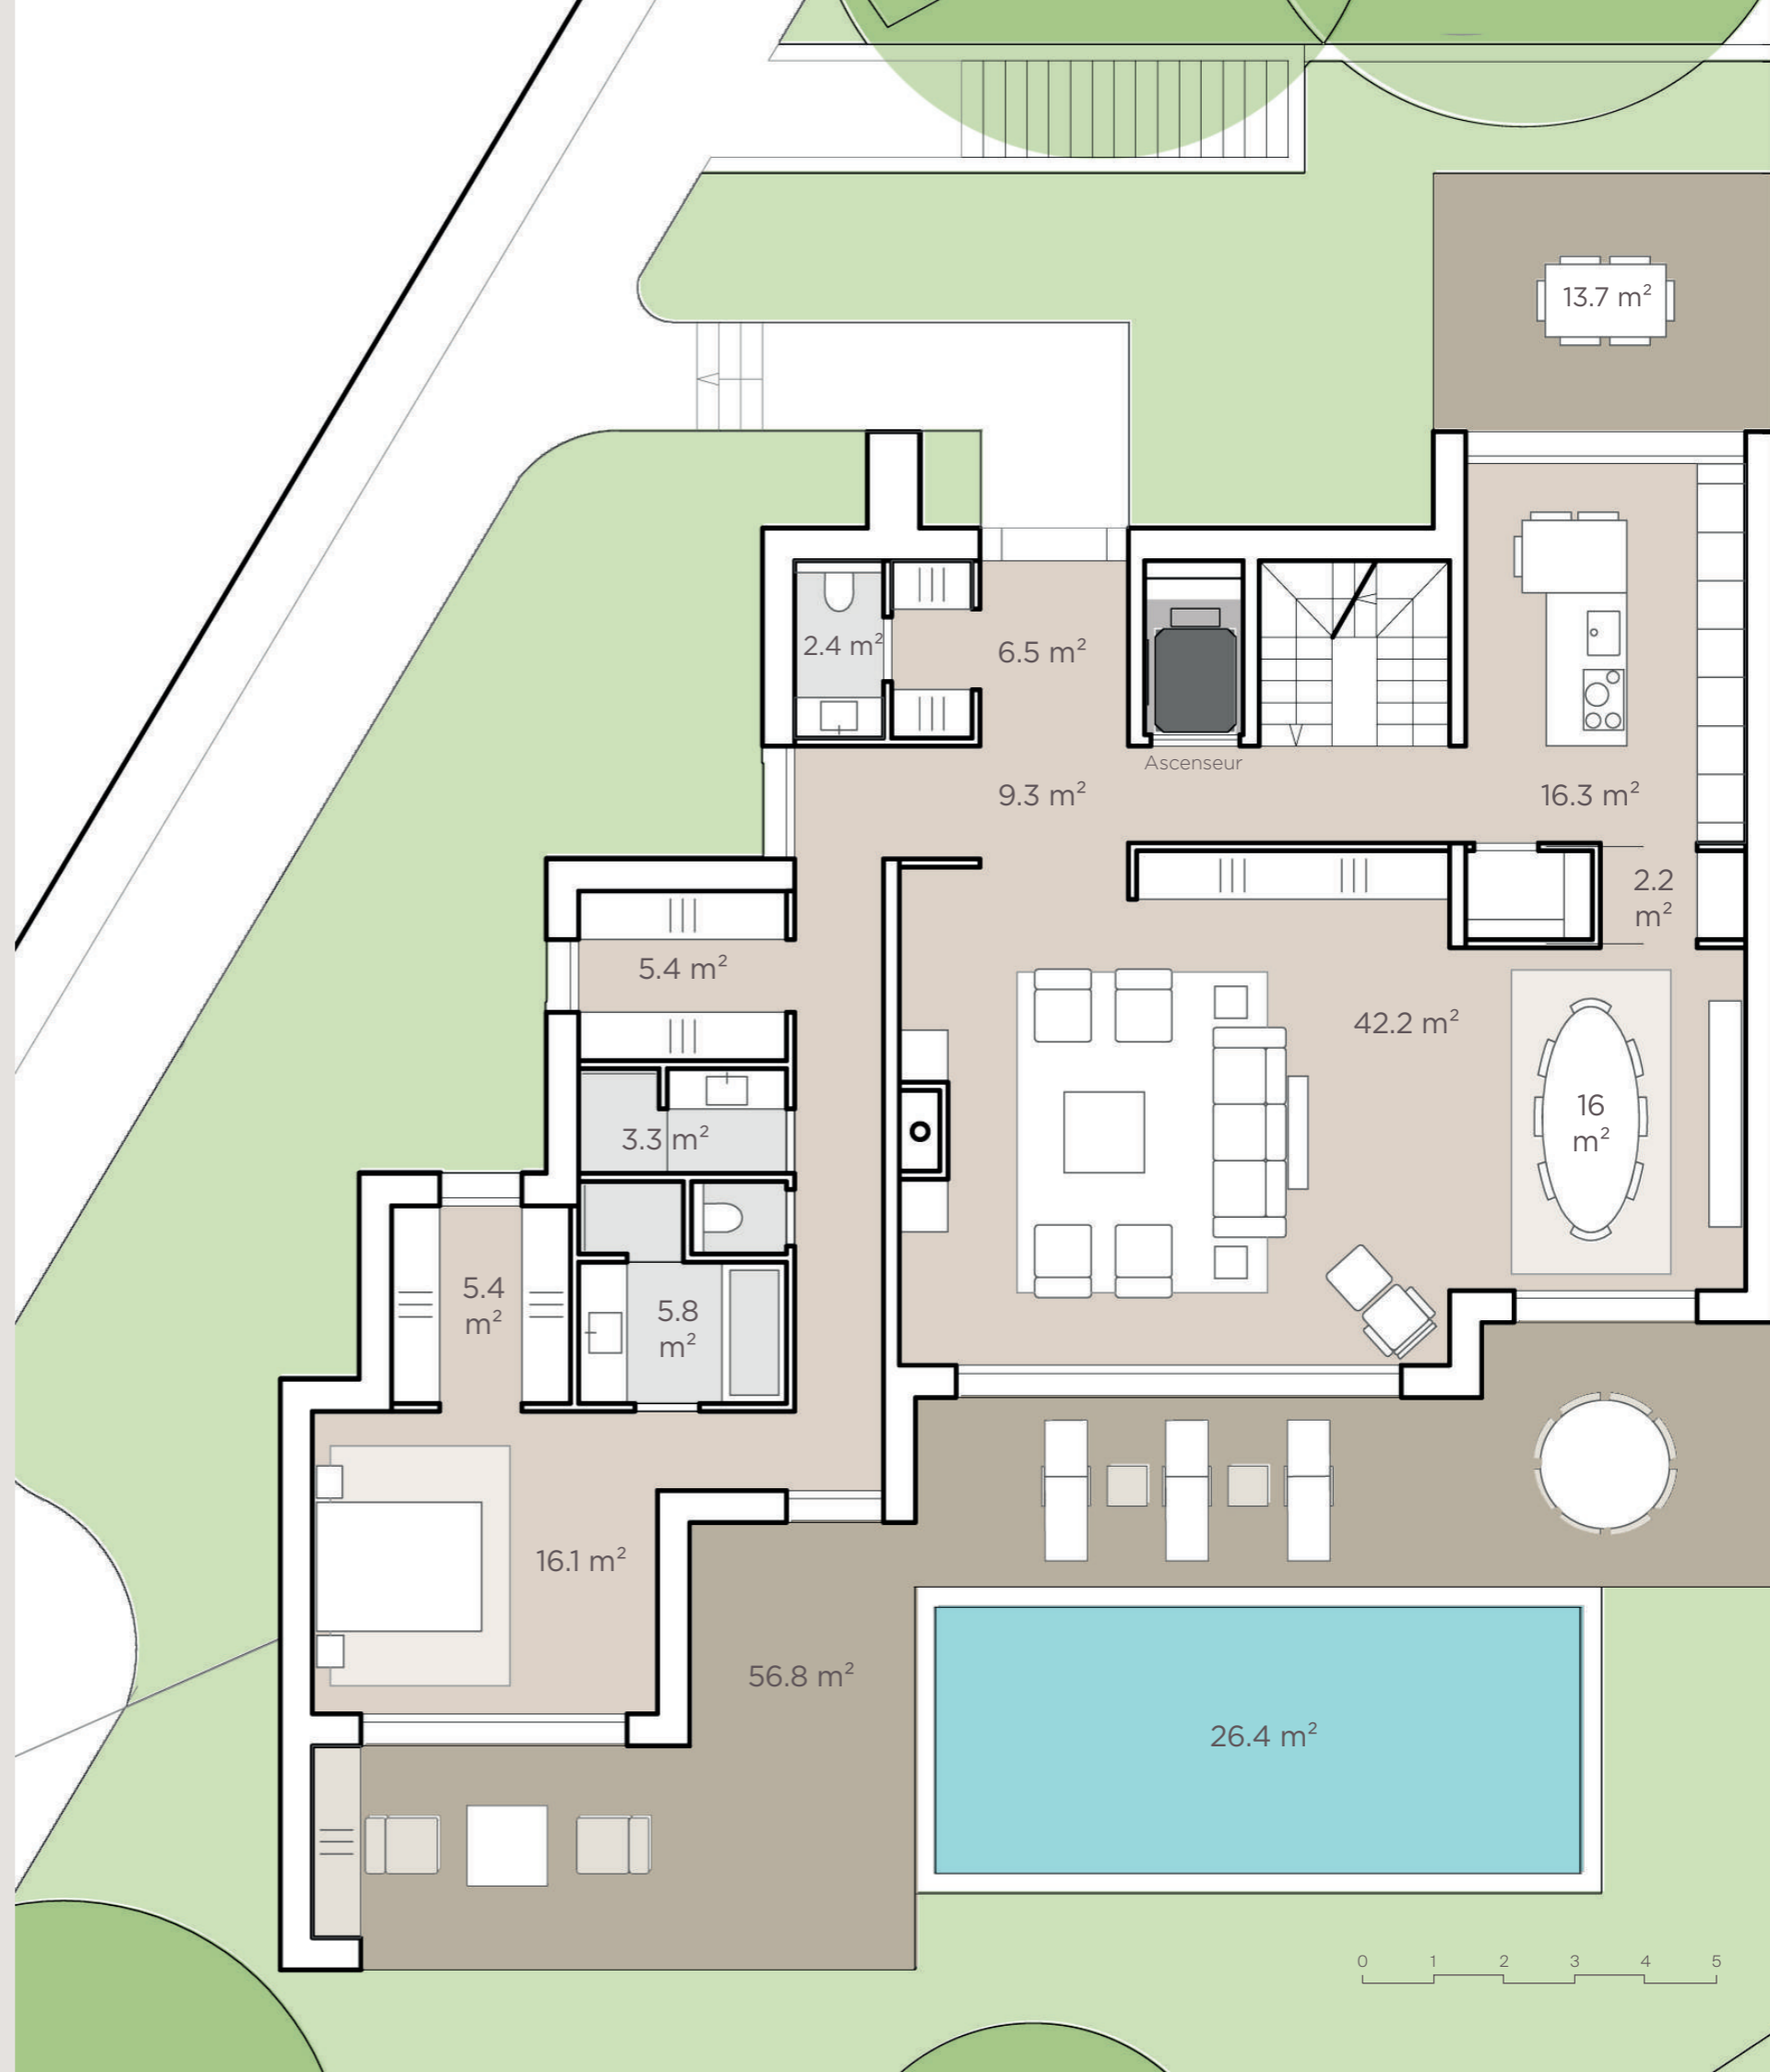 13.7 m²
2.4 m²
6.5 m²
Ascenseur
9.3 m²
16.3 m²
2.2
m²
5.4 m²
42.2 m²
16
m²
3.3 m²
5.4
m²
5.8
m²
16.1 m²
56.8 m²
26.4 m²
0 1 2 3 4 5